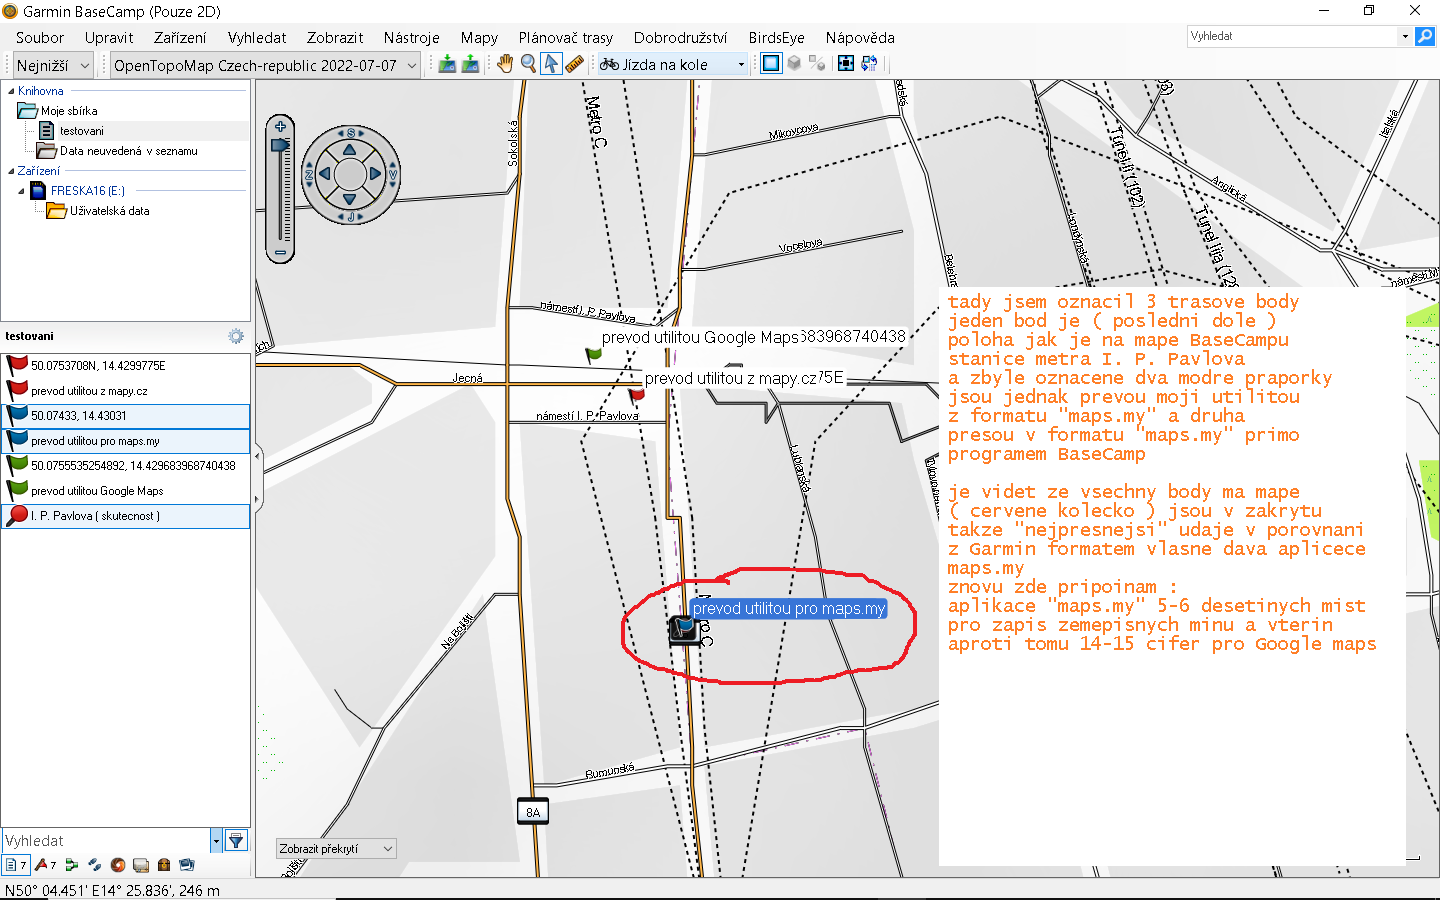 Garmin BaseCamp (Pouze 2D)
Soubor Upravit Zařízení Vyhledat Zobrazit Nástroje Mapy Plánovač trasy Dobrodružství BirdsEye Nápověda
Vyhledat
Nejnižší
OpenTopoMap Czech-republic 2022-07-07
Jízda na kole
Knihovna
Moje sbírka
testovani
Data neuvedená v seznamu
Zařízení
FRESKA16 (E:)
Uživatelská data
testovani
50.0753708N, 14.4299775E
prevod utilitou z mapy.cz
50.07433, 14.43031
prevod utilitou pro maps.my
50.0755535254892, 14.429683968740438
prevod utilitou Google Maps
I. P. Pavlova ( skutecnost )
Vyhledat
7
7
N50° 04.451' E14° 25.836', 246 m
S
Z
V
J
Sokolská
Metro C
Mikovcova
Vocelova
Londýnská
Anglická
Italská
Tunel IIa (102)
náměstí I. P. Pavlova
prevod utilitou Google Maps
683968740438
prevod utilitou z mapy.cz
75E
Ječná
náměstí I. P. Pavlova
Lublaňská
Na Bojišti
prevod utilitou pro maps.my
Metro C
Rumunská
8A
Zobrazit překrytí
tady jsem oznacil 3 trasove body
jeden bod je ( posledni dole )
poloha jak je na mape BaseCampu
stanice metra I. P. Pavlova
a zbyle oznacene dva modre praporky
jsou jednak prevou moji utilitou
z formatu "maps.my" a druha
presou v formatu "maps.my" primo
programem BaseCamp
je videt ze vsechny body ma mape
( cervene kolecko ) jsou v zakrytu
takze "nejpresnejsi" udaje v porovnani
z Garmin formatem vlasne dava aplicece
maps.my
znovu zde pripoinam :
aplikace "maps.my" 5-6 desetinych mist
pro zapis zemepisnych minu a vterin
aproti tomu 14-15 cifer pro Google maps